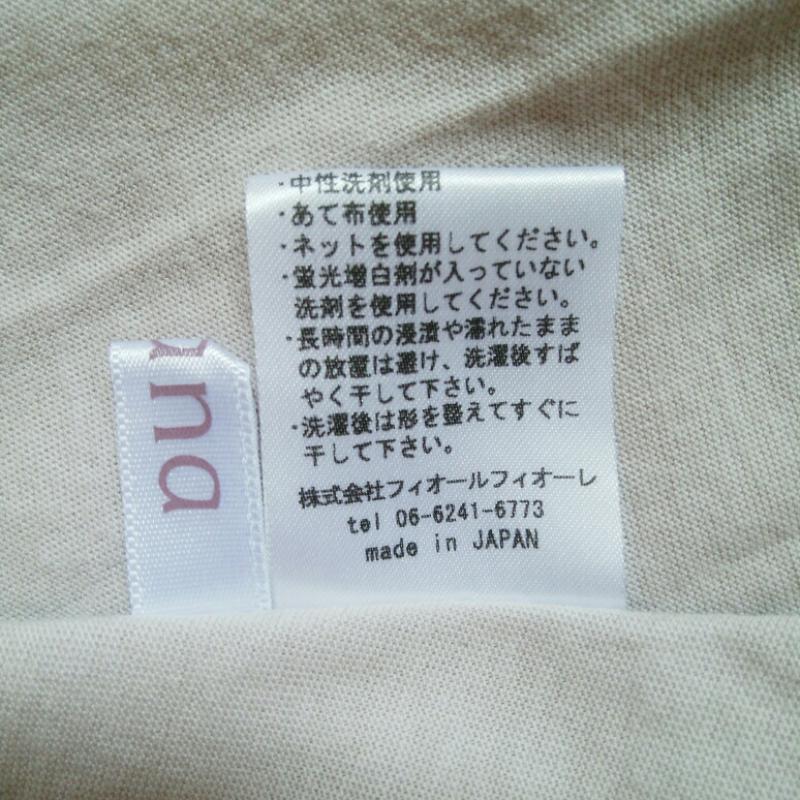 ・中性洗剤使用
・あて布使用
・ネットを使用してください。
・蛍光増白剤が入っていない
洗剤を使用してください。
・長時間の浸漬や濡れたまま
の放置は避け、洗濯後すば
やく干して下さい。
・洗濯後は形を整えてすぐに
干して下さい。
株式会社フィオールフィオーレ
tel 06-6241-6773
made in JAPAN
na